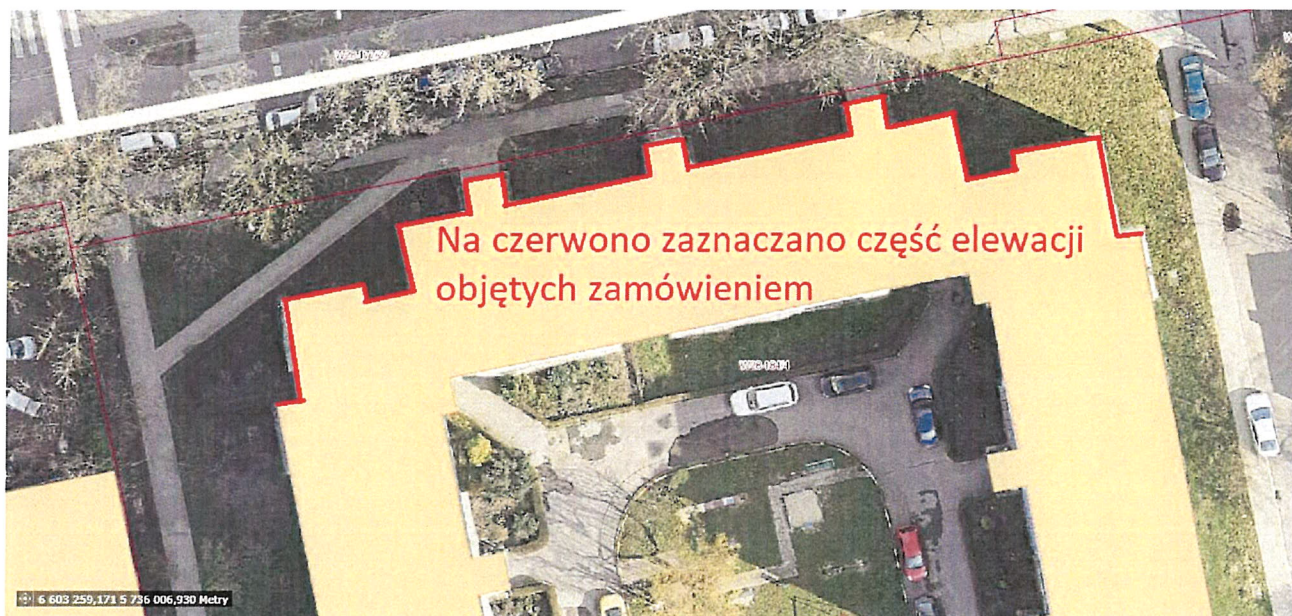 Na czerwono zaznaczano część elewacji
objętych zamówieniem
6 603 259,171 5 736 006,930 Metry